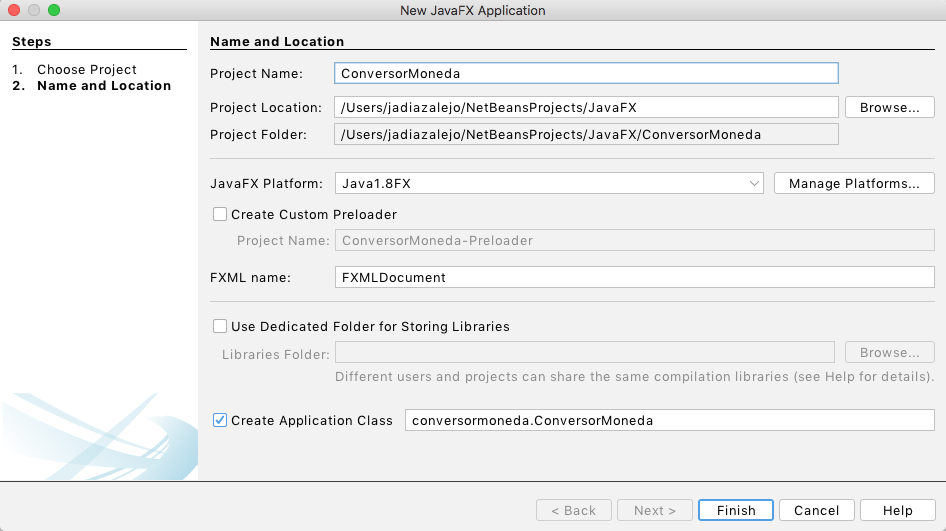 New JavaFX Application
Steps
1. Choose Project
2. Name and Location
Name and Location
Project Name: ConversorMoneda
Project Location: /Users/jadiazalejo/NetBeansProjects/JavaFX Browse...
Project Folder: /Users/jadiazalejo/NetBeansProjects/JavaFX/ConversorMoneda
JavaFX Platform: Java1.8FX Manage Platforms...
Create Custom Preloader
Project Name: ConversorMoneda-Preloader
FXML name: FXMLDocument
Use Dedicated Folder for Storing Libraries
Libraries Folder: Browse...
Different users and projects can share the same compilation libraries (see Help for details).
Create Application Class conversormoneda.ConversorMoneda
< Back Next > Finish Cancel Help